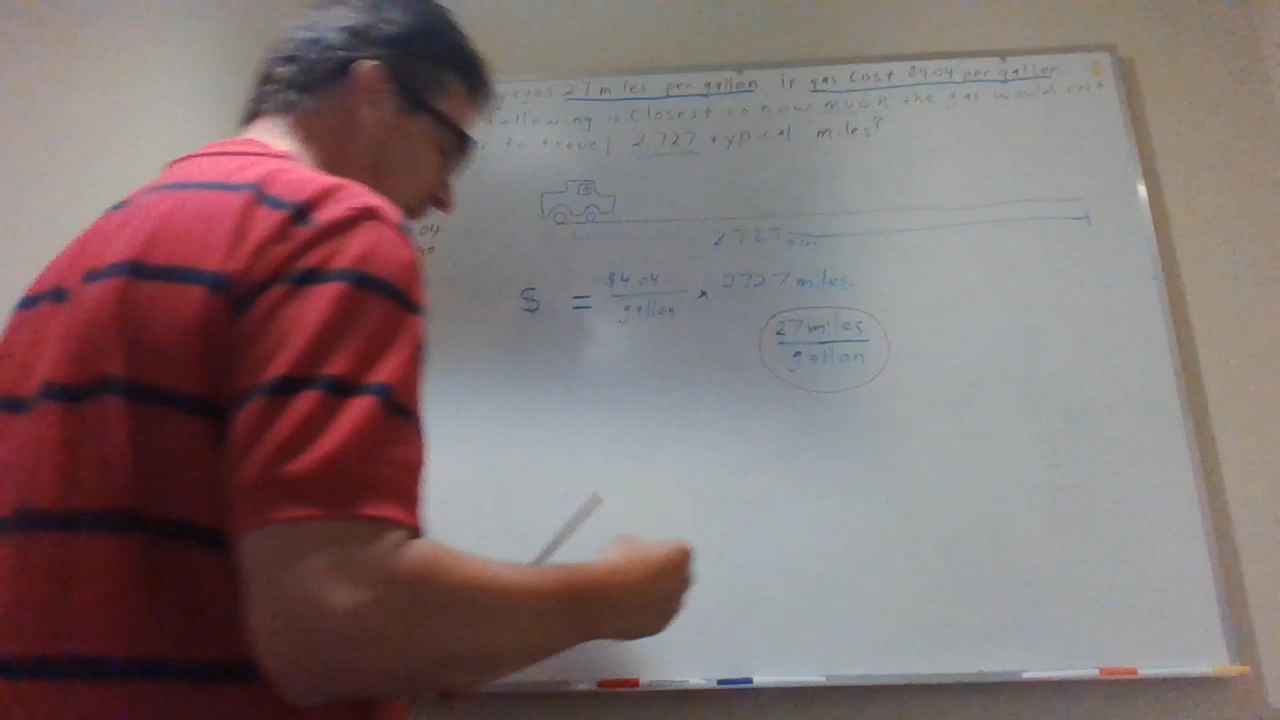 27 miles per gallon. If gas cost $4.04 per gallon
following is closest to how much the gas would cost
to travel 2,727 typical miles?
04
2727
$ = $4.04 × 2727 miles
gallon
27 miles
gallon